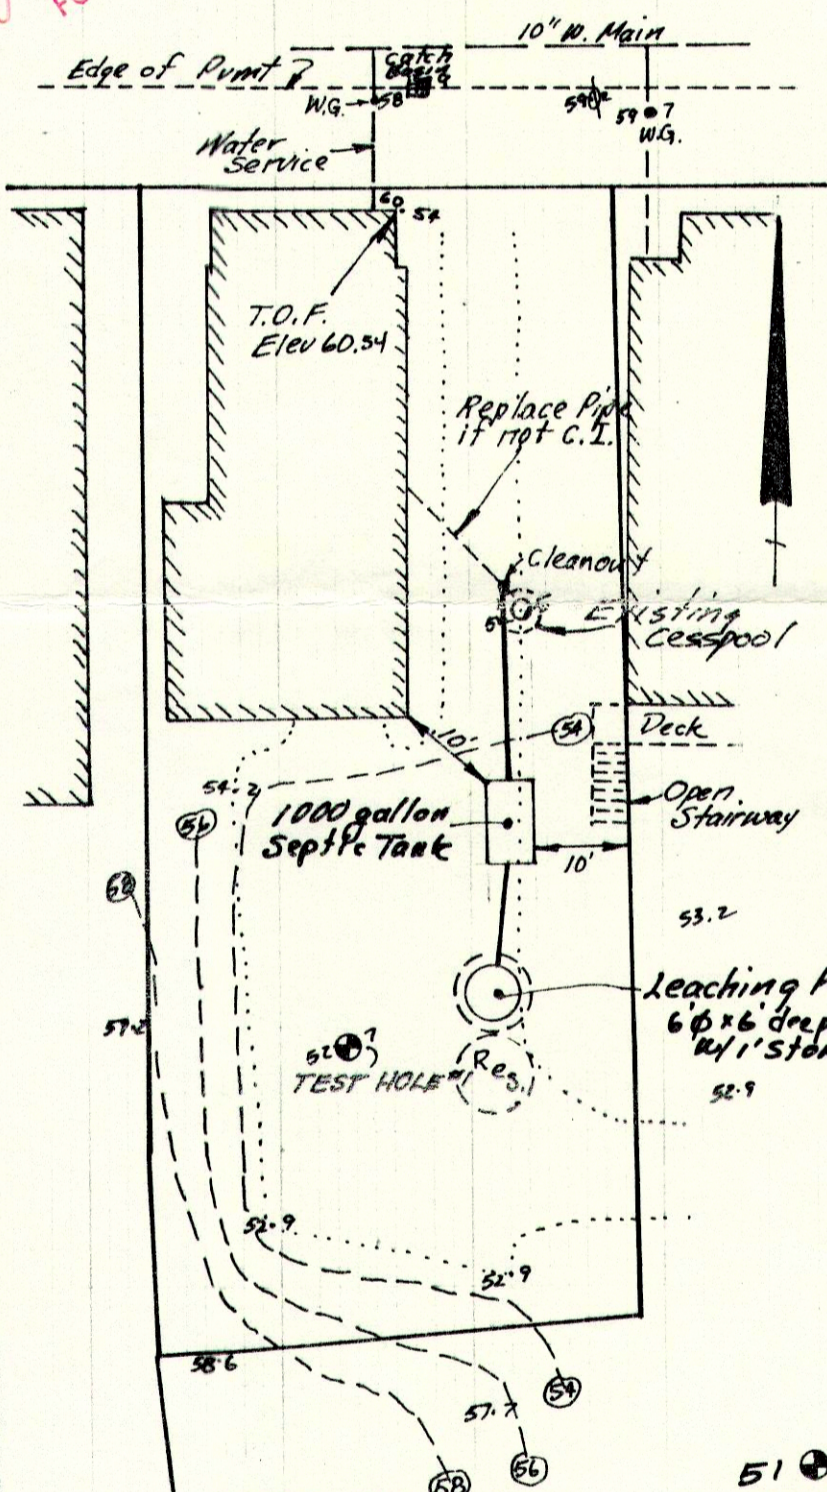 10" W. Main
Catch
Basin
Edge of Pvmt
W.G.
58
59
59 7
W.G.
Water
Service
60
54
T.O.F.
Elev 60.54
Replace Pipe
if not C.I.
Cleanout
Existing
Cesspool
10'
54
Deck
54.2
56
1000 gallon
Septic Tank
Open
Stairway
10'
53.2
57.2
Leaching
6'ø x 6' deep
w/ 1'
52 7
TEST HOLE #1
Res.
52.9
52.9
52.9
58.6
54
57.7
56
58
51